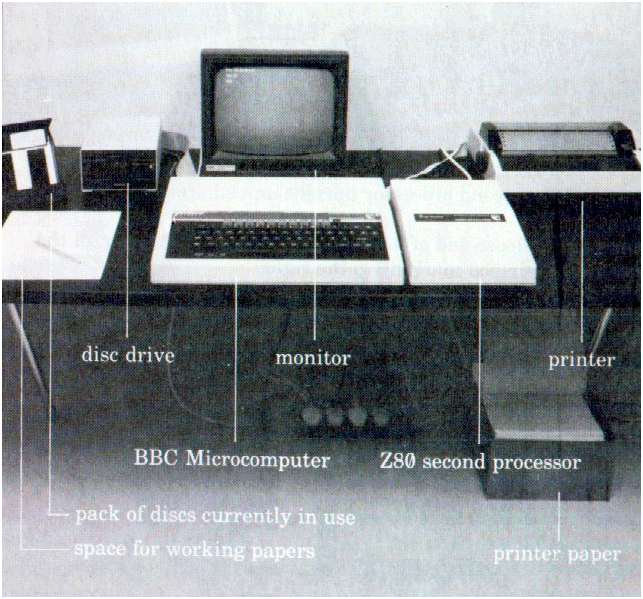 disc drive
monitor
printer
BBC Microcomputer
Z80 second processor
pack of discs currently in use
space for working papers
printer paper